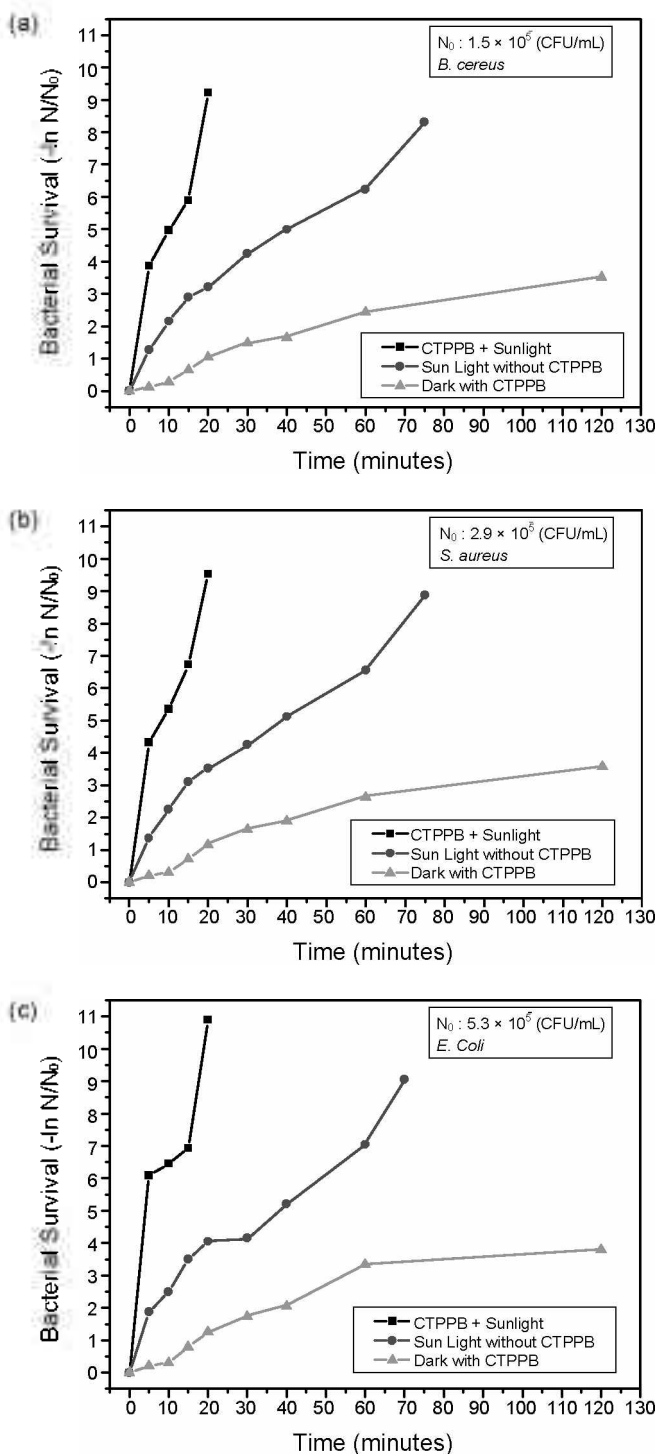 (a)
11
10
9
8
7
6
5
4
3
2
1
0
Bacterial Survival (-ln N/N₀)
N₀ : 1.5 × 10⁵ (CFU/mL)
B. cereus
CTPPB + Sunlight
Sun Light without CTPPB
Dark with CTPPB
0 10 20 30 40 50 60 70 80 90 100 110 120 130
Time (minutes)
(b)
11
10
9
8
7
6
5
4
3
2
1
0
Bacterial Survival (-ln N/N₀)
N₀ : 2.9 × 10⁵ (CFU/mL)
S. aureus
CTPPB + Sunlight
Sun Light without CTPPB
Dark with CTPPB
0 10 20 30 40 50 60 70 80 90 100 110 120 130
Time (minutes)
(c)
11
10
9
8
7
6
5
4
3
2
1
0
Bacterial Survival (-ln N/N₀)
N₀ : 5.3 × 10⁵ (CFU/mL)
E. Coli
CTPPB + Sunlight
Sun Light without CTPPB
Dark with CTPPB
0 10 20 30 40 50 60 70 80 90 100 110 120 130
Time (minutes)